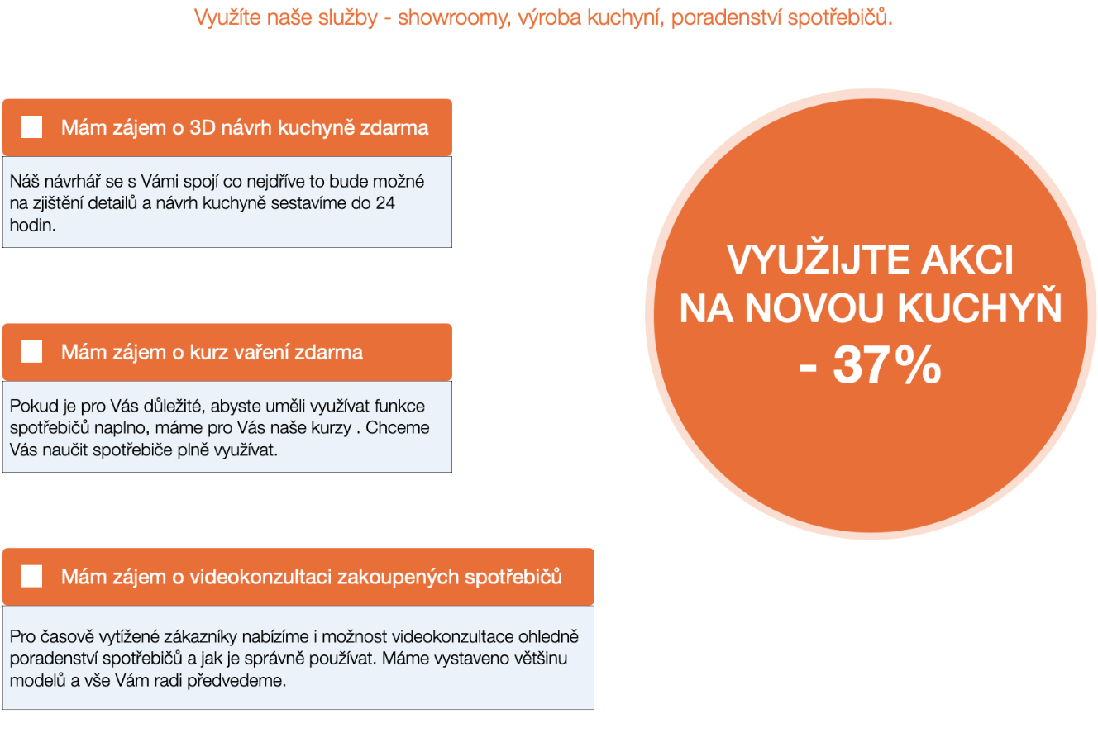 Využíte naše služby - showroomy, výroba kuchyní, poradenství spotřebičů.
Mám zájem o 3D návrh kuchyně zdarma
Náš návrhář se s Vámi spojí co nejdříve to bude možné
na zjištění detailů a návrh kuchyně sestavíme do 24
hodin.
VYUŽIJTE AKCI
NA NOVOU KUCHYŇ
- 37%
Mám zájem o kurz vaření zdarma
Pokud je pro Vás důležité, abyste uměli využívat funkce
spotřebičů naplno, máme pro Vás naše kurzy . Chceme
Vás naučit spotřebiče plně využívat.
Mám zájem o videokonzultaci zakoupených spotřebičů
Pro časově vytížené zákazníky nabízíme i možnost videokonzultace ohledně
poradenství spotřebičů a jak je správně používat. Máme vystaveno většinu
modelů a vše Vám radi předvedeme.